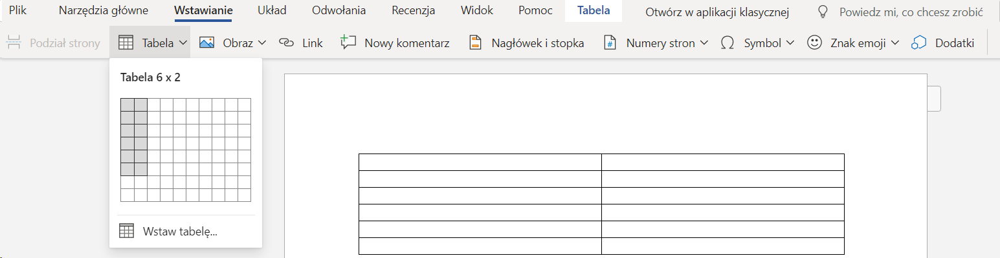 Plik Narzędzia główne Wstawianie Układ Odwołania Recenzja Widok Pomoc Tabela Otwórz w aplikacji klasycznej Powiedz mi, co chcesz zrobić
Podział strony Tabela Obraz Link Nowy komentarz Nagłówek i stopka Numery stron Symbol Znak emoji Dodatki
Tabela 6 x 2
Wstaw tabelę...